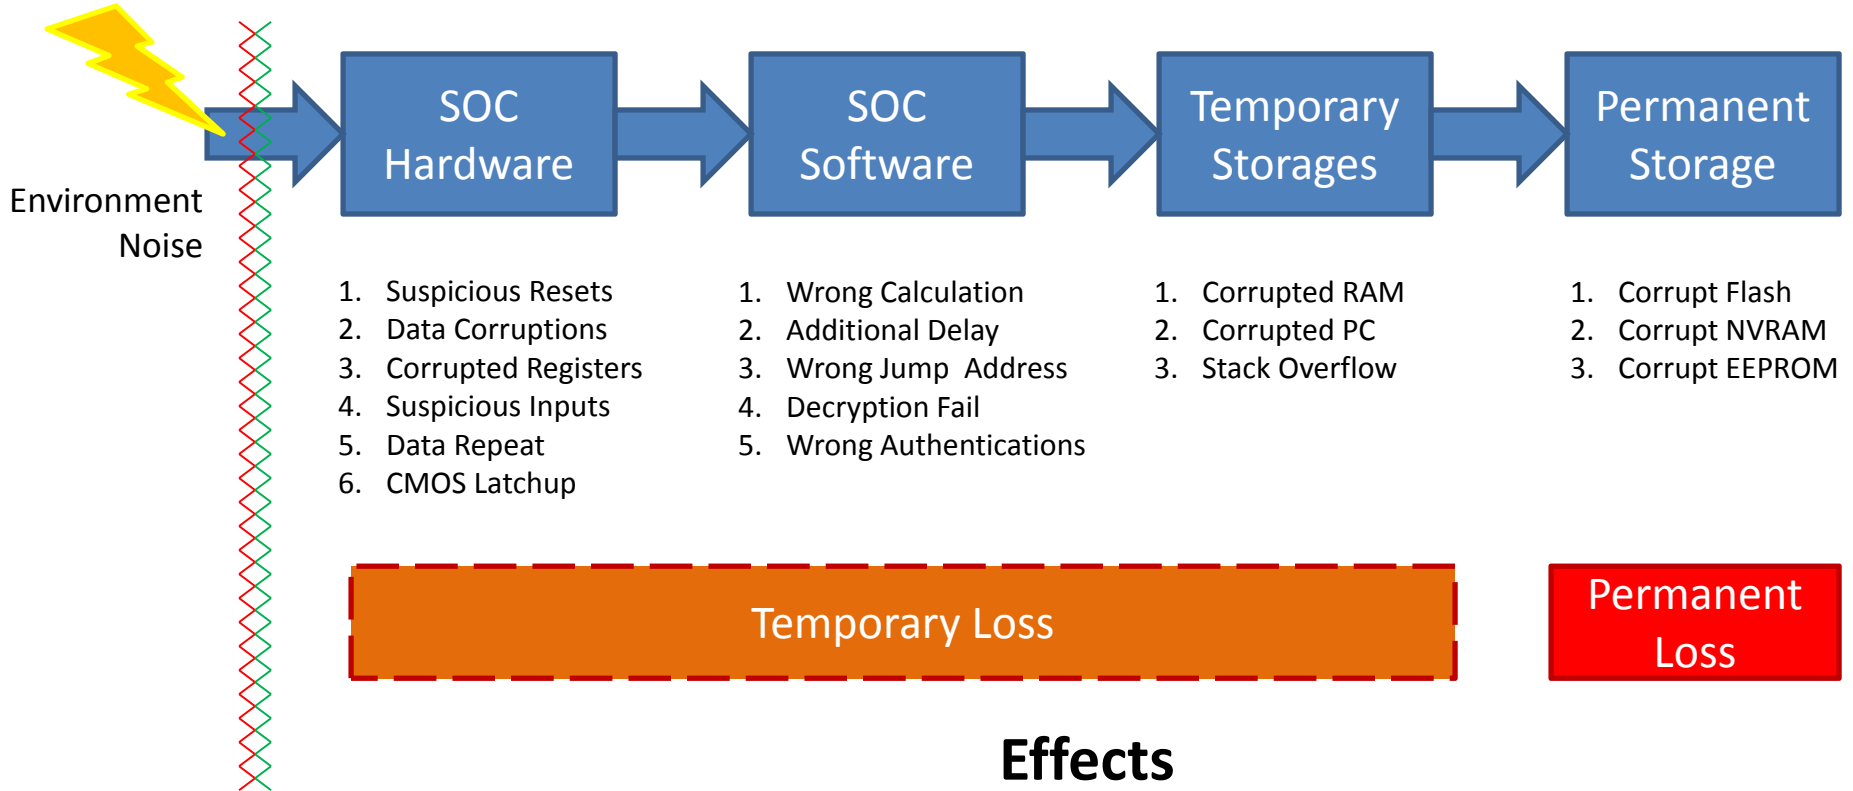 SOC
Hardware
SOC
Software
Temporary
Storages
Permanent
Storage
Environment
Noise
1. Suspicious Resets
2. Data Corruptions
3. Corrupted Registers
4. Suspicious Inputs
5. Data Repeat
6. CMOS Latchup
1. Wrong Calculation
2. Additional Delay
3. Wrong Jump  Address
4. Decryption Fail
5. Wrong Authentications
1. Corrupted RAM
2. Corrupted PC
3. Stack Overflow
1. Corrupt Flash
2. Corrupt NVRAM
3. Corrupt EEPROM
Temporary Loss
Permanent
Loss
Effects